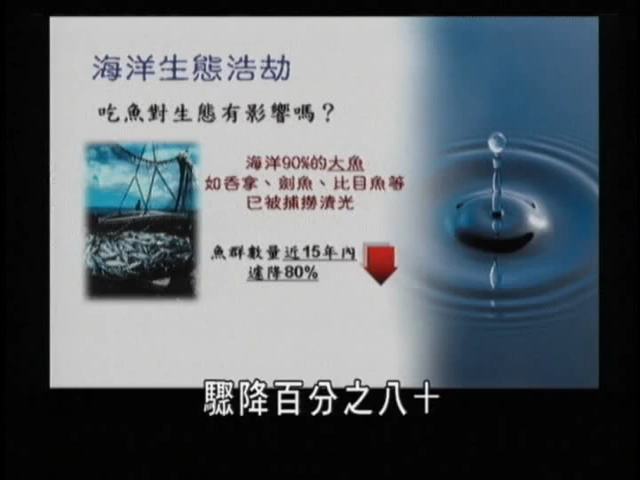 海洋生態浩劫
吃魚對生態有影響嗎？
海洋90%的大魚
如吞拿、劍魚、比目魚等
已被捕撈清光
魚群數量近15年內
遽降80%
驟降百分之八十